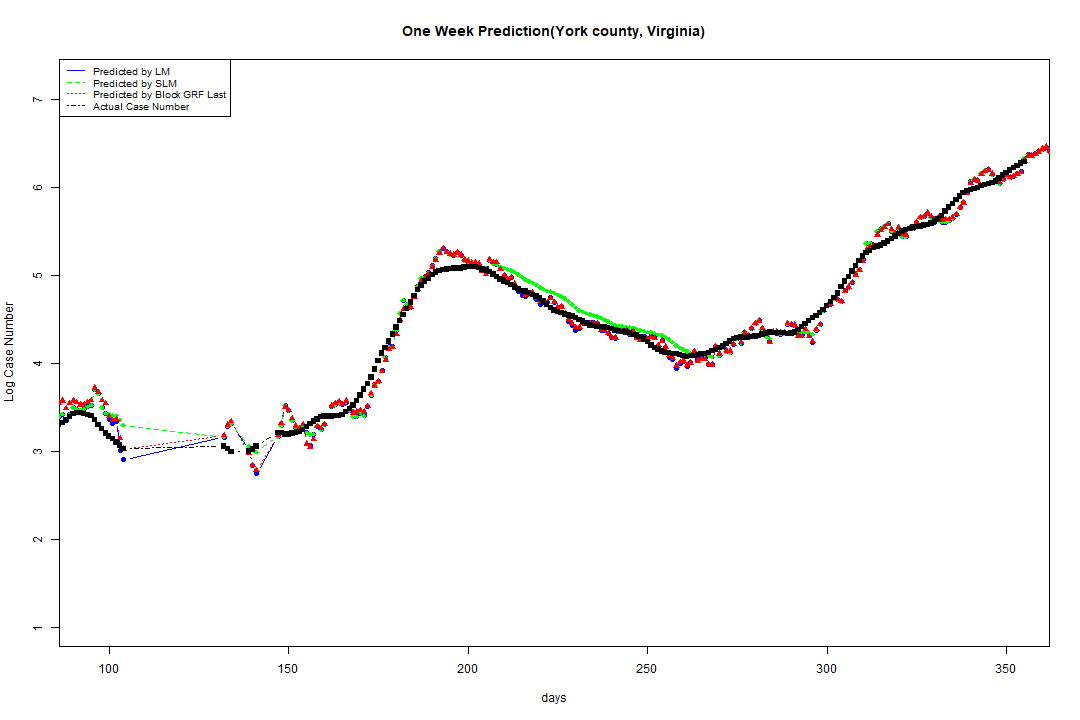 One Week Prediction(York county, Virginia)
Predicted by LM
Predicted by SLM
Predicted by Block GRF Last
Actual Case Number
7
6
5
4
3
2
1
Log Case Number
100 150 200 250 300 350
days